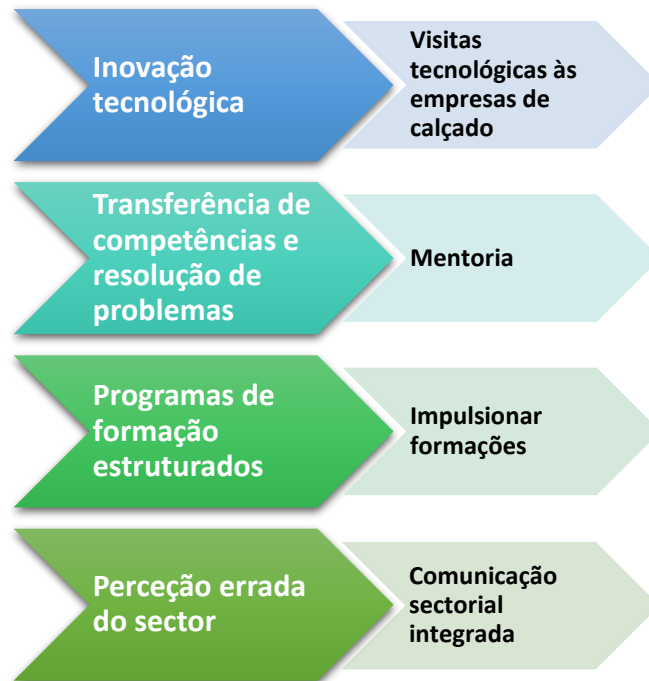 Inovação
tecnológica
Visitas
tecnológicas às
empresas de
calçado
Transferência de
competências e
resolução de
problemas
Mentoria
Programas de
formação
estruturados
Impulsionar
formações
Perceção errada
do sector
Comunicação
sectorial
integrada